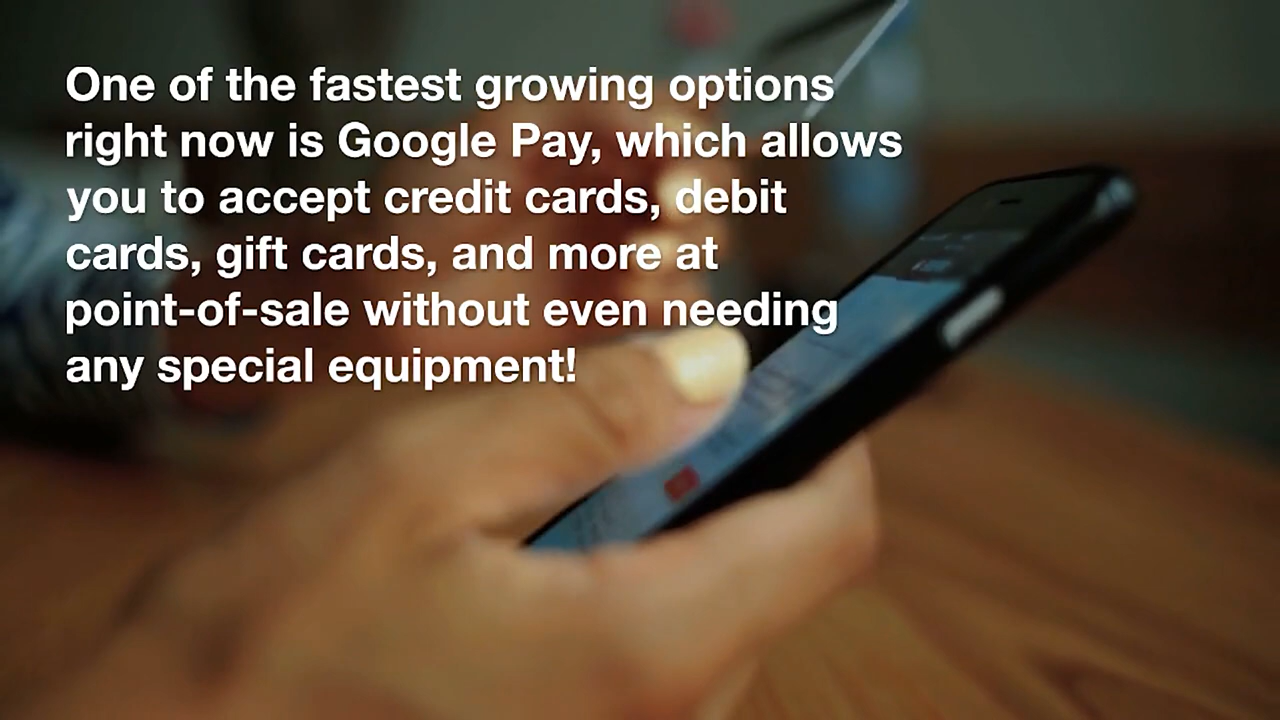 One of the fastest growing options
right now is Google Pay, which allows
you to accept credit cards, debit
cards, gift cards, and more at
point-of-sale without even needing
any special equipment!